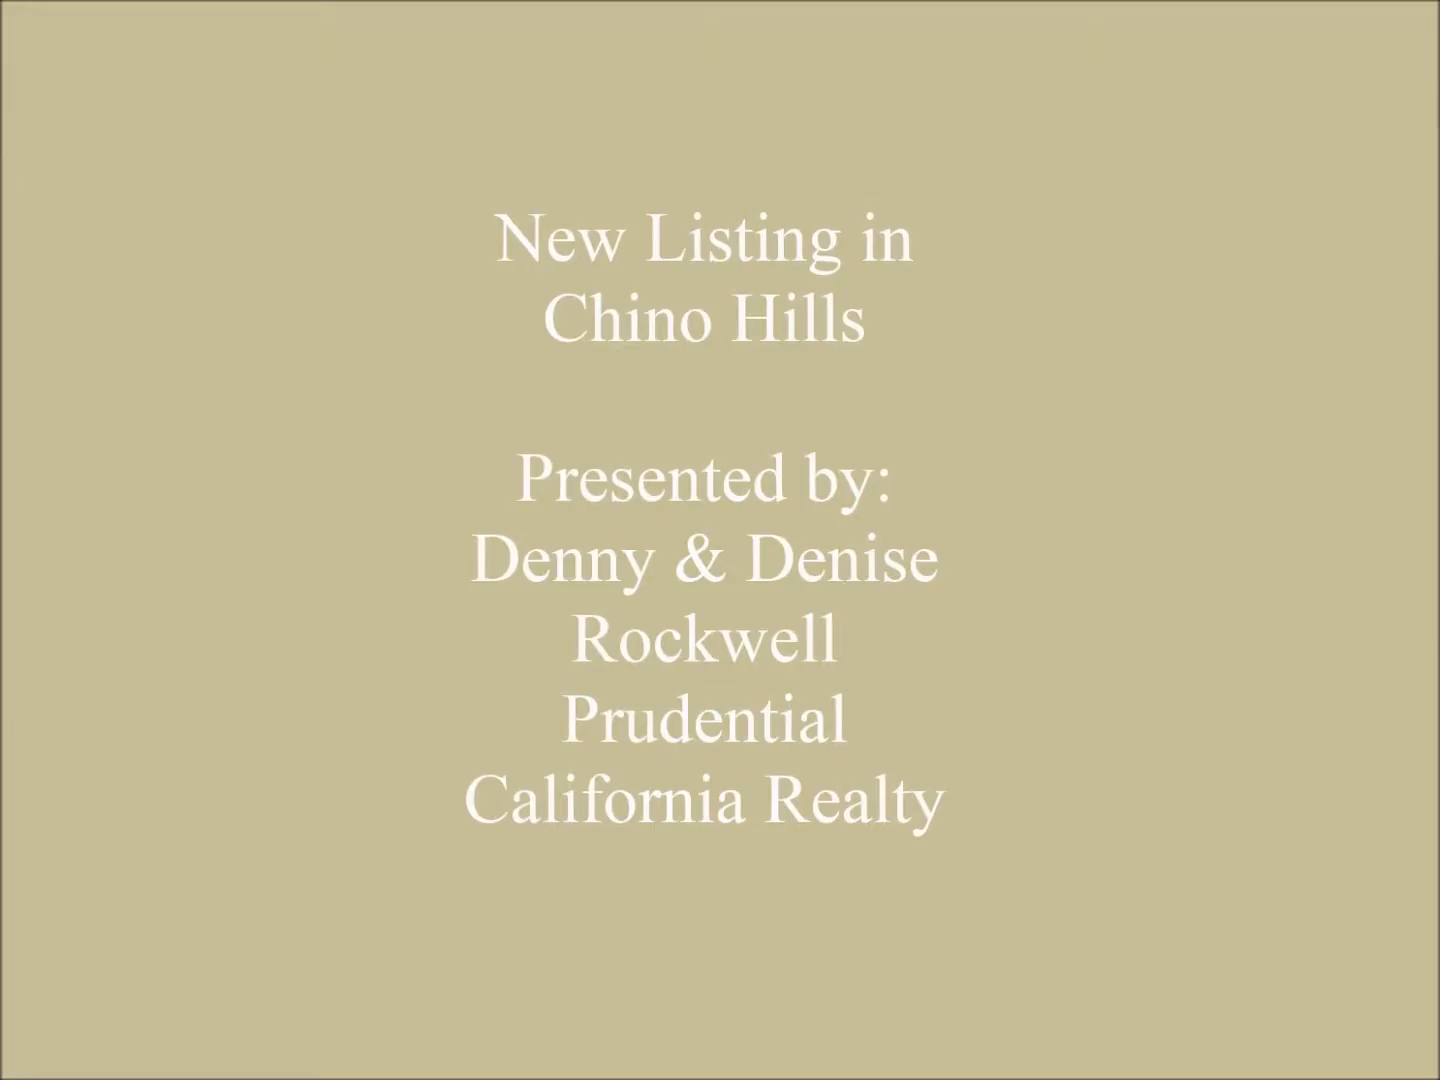 New Listing in
Chino Hills
Presented by:
Denny & Denise
Rockwell
Prudential
California Realty